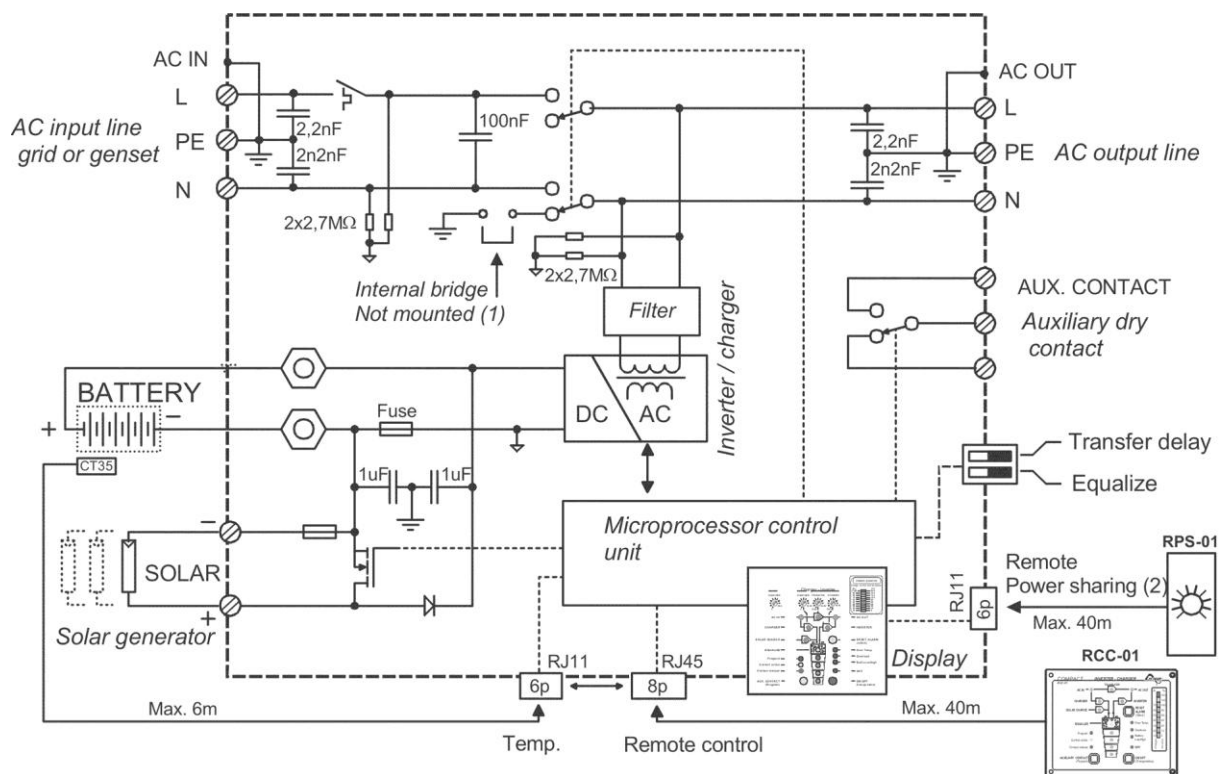 AC IN
L
PE
N
AC input line
grid or genset
2,2nF
2n2nF
100nF
2x2,7MΩ
Internal bridge
Not mounted (1)
2x2,7MΩ
Filter
Inverter / charger
DC
AC
AC OUT
L
PE
N
AC output line
2,2nF
2n2nF
AUX. CONTACT
Auxiliary dry
contact
BATTERY
+
−
CT35
Fuse
1uF
1uF
−
SOLAR
+
Solar generator
Microprocessor control
unit
Transfer delay
Equalize
RPS-01
Remote
Power sharing (2)
Max. 40m
RJ11
6p
Display
RJ11
6p
RJ45
8p
Max. 6m
Temp.
Remote control
Max. 40m
RCC-01